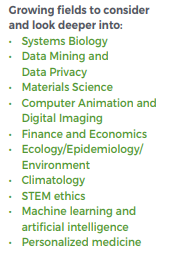 Growing fields to consider
and look deeper into:
• Systems Biology
• Data Mining and
Data Privacy
• Materials Science
• Computer Animation and
Digital Imaging
• Finance and Economics
• Ecology/Epidemiology/
Environment
• Climatology
• STEM ethics
• Machine learning and
artificial intelligence
• Personalized medicine